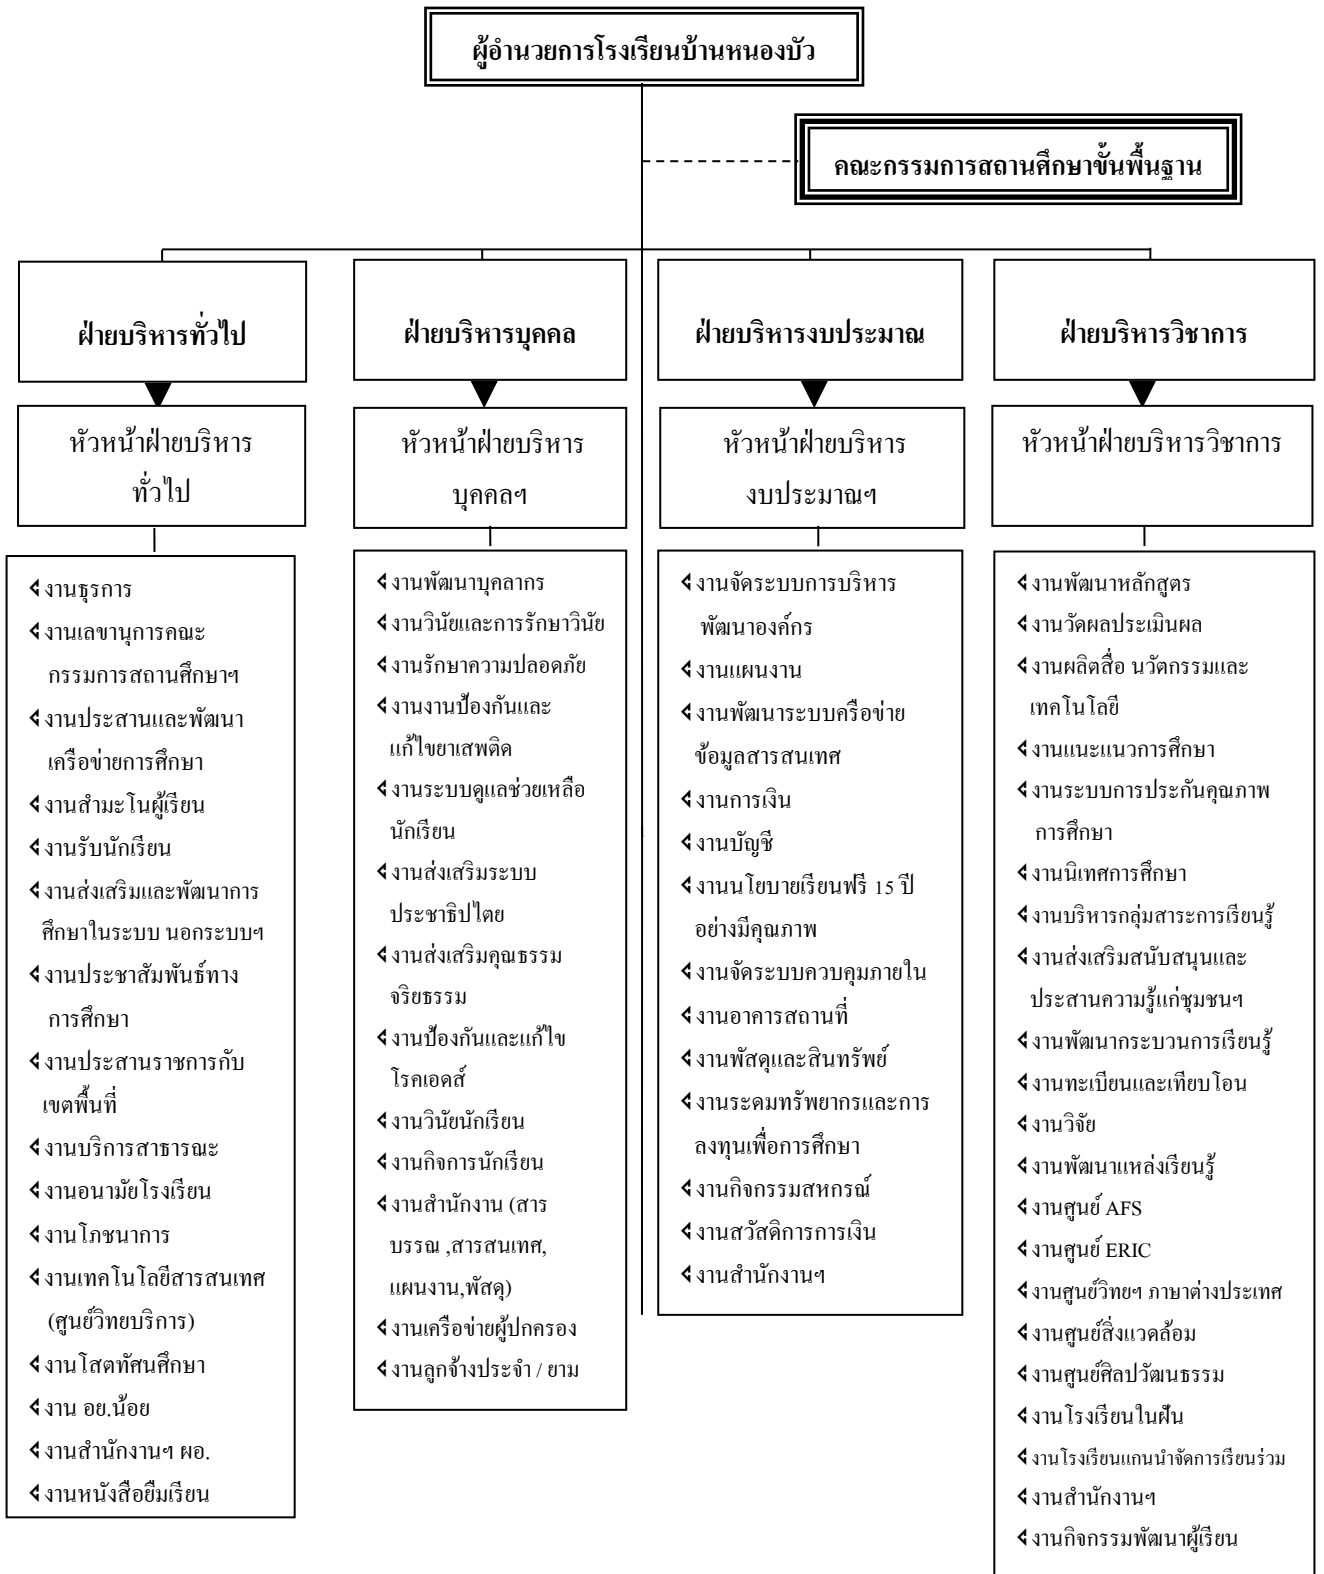 ผู้อำนวยการโรงเรียนบ้านหนองบัว
คณะกรรมการสถานศึกษาขั้นพื้นฐาน
ฝ่ายบริหารทั่วไป
หัวหน้าฝ่ายบริหาร
ทั่วไป
งานธุรการ
งานเลขานุการคณะ
กรรมการสถานศึกษาฯ
งานประสานและพัฒนา
เครือข่ายการศึกษา
งานสำมะโนผู้เรียน
งานรับนักเรียน
งานส่งเสริมและพัฒนาการ
ศึกษาในระบบ นอกระบบฯ
งานประชาสัมพันธ์ทาง
การศึกษา
งานประสานราชการกับ
เขตพื้นที่
งานบริการสาธารณะ
งานอนามัยโรงเรียน
งานโภชนาการ
งานเทคโนโลยีสารสนเทศ
(ศูนย์วิทยบริการ)
งานโสตทัศนศึกษา
งาน อย.น้อย
งานสำนักงานฯ ผอ.
งานหนังสือยืมเรียน
ฝ่ายบริหารบุคคล
หัวหน้าฝ่ายบริหาร
บุคคลฯ
งานพัฒนาบุคลากร
งานวินัยและการรักษาวินัย
งานรักษาความปลอดภัย
งานงานป้องกันและ
แก้ไขยาเสพติด
งานระบบดูแลช่วยเหลือ
นักเรียน
งานส่งเสริมระบบ
ประชาธิปไตย
งานส่งเสริมคุณธรรม
จริยธรรม
งานป้องกันและแก้ไข
โรคเอดส์
งานวินัยนักเรียน
งานกิจการนักเรียน
งานสำนักงาน (สาร
บรรณ ,สารสนเทศ,
แผนงาน,พัสดุ)
งานเครือข่ายผู้ปกครอง
งานลูกจ้างประจำ / ยาม
ฝ่ายบริหารงบประมาณ
หัวหน้าฝ่ายบริหาร
งบประมาณฯ
งานจัดระบบการบริหาร
พัฒนาองค์กร
งานแผนงาน
งานพัฒนาระบบครือข่าย
ข้อมูลสารสนเทศ
งานการเงิน
งานบัญชี
งานนโยบายเรียนฟรี 15 ปี
อย่างมีคุณภาพ
งานจัดระบบควบคุมภายใน
งานอาคารสถานที่
งานพัสดุและสินทรัพย์
งานระดมทรัพยากรและการ
ลงทุนเพื่อการศึกษา
งานกิจกรรมสหกรณ์
งานสวัสดิการการเงิน
งานสำนักงานฯ
ฝ่ายบริหารวิชาการ
หัวหน้าฝ่ายบริหารวิชาการ
งานพัฒนาหลักสูตร
งานวัดผลประเมินผล
งานผลิตสื่อ นวัตกรรมและ
เทคโนโลยี
งานแนะแนวการศึกษา
งานระบบการประกันคุณภาพ
การศึกษา
งานนิเทศการศึกษา
งานบริหารกลุ่มสาระการเรียนรู้
งานส่งเสริมสนับสนุนและ
ประสานความรู้แก่ชุมชนฯ
งานพัฒนากระบวนการเรียนรู้
งานทะเบียนและเทียบโอน
งานวิจัย
งานพัฒนาแหล่งเรียนรู้
งานศูนย์ AFS
งานศูนย์ ERIC
งานศูนย์วิทยฯ ภาษาต่างประเทศ
งานศูนย์สิ่งแวดล้อม
งานศูนย์ศิลปวัฒนธรรม
งานโรงเรียนในฝัน
งานโรงเรียนแกนนำจัดการเรียนร่วม
งานสำนักงานฯ
งานกิจกรรมพัฒนาผู้เรียน